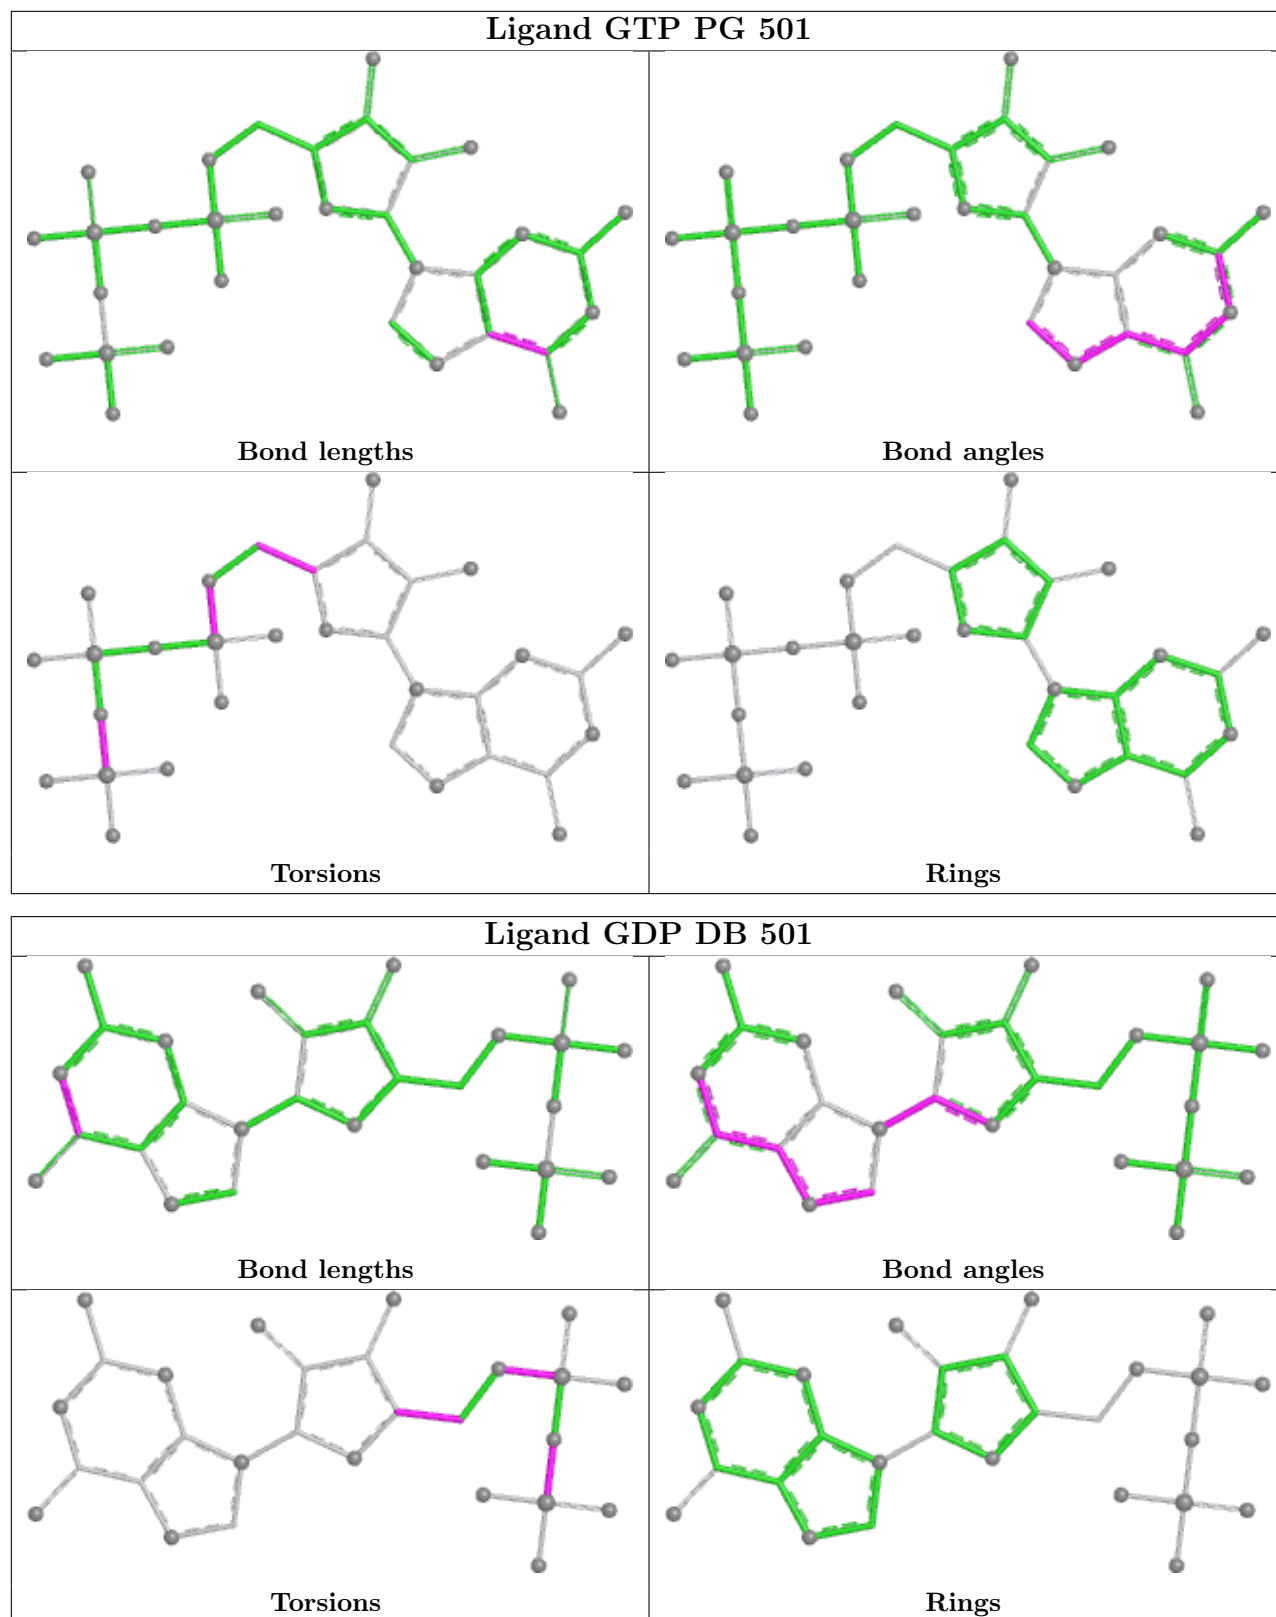 Ligand GTP PG 501
Bond lengths
Bond angles
Torsions
Rings
Ligand GDP DB 501
Bond lengths
Bond angles
Torsions
Rings